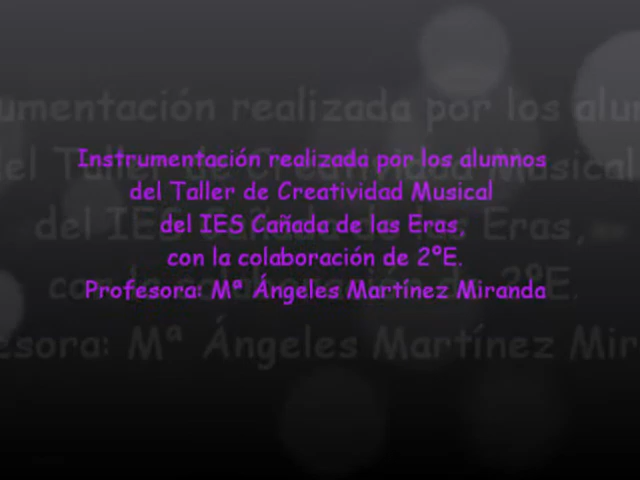 Instrumentación realizada por los alumnos
del Taller de Creatividad Musical
del IES Cañada de las Eras,
con la colaboración de 2ºE.
Profesora: Mª Ángeles Martínez Miranda